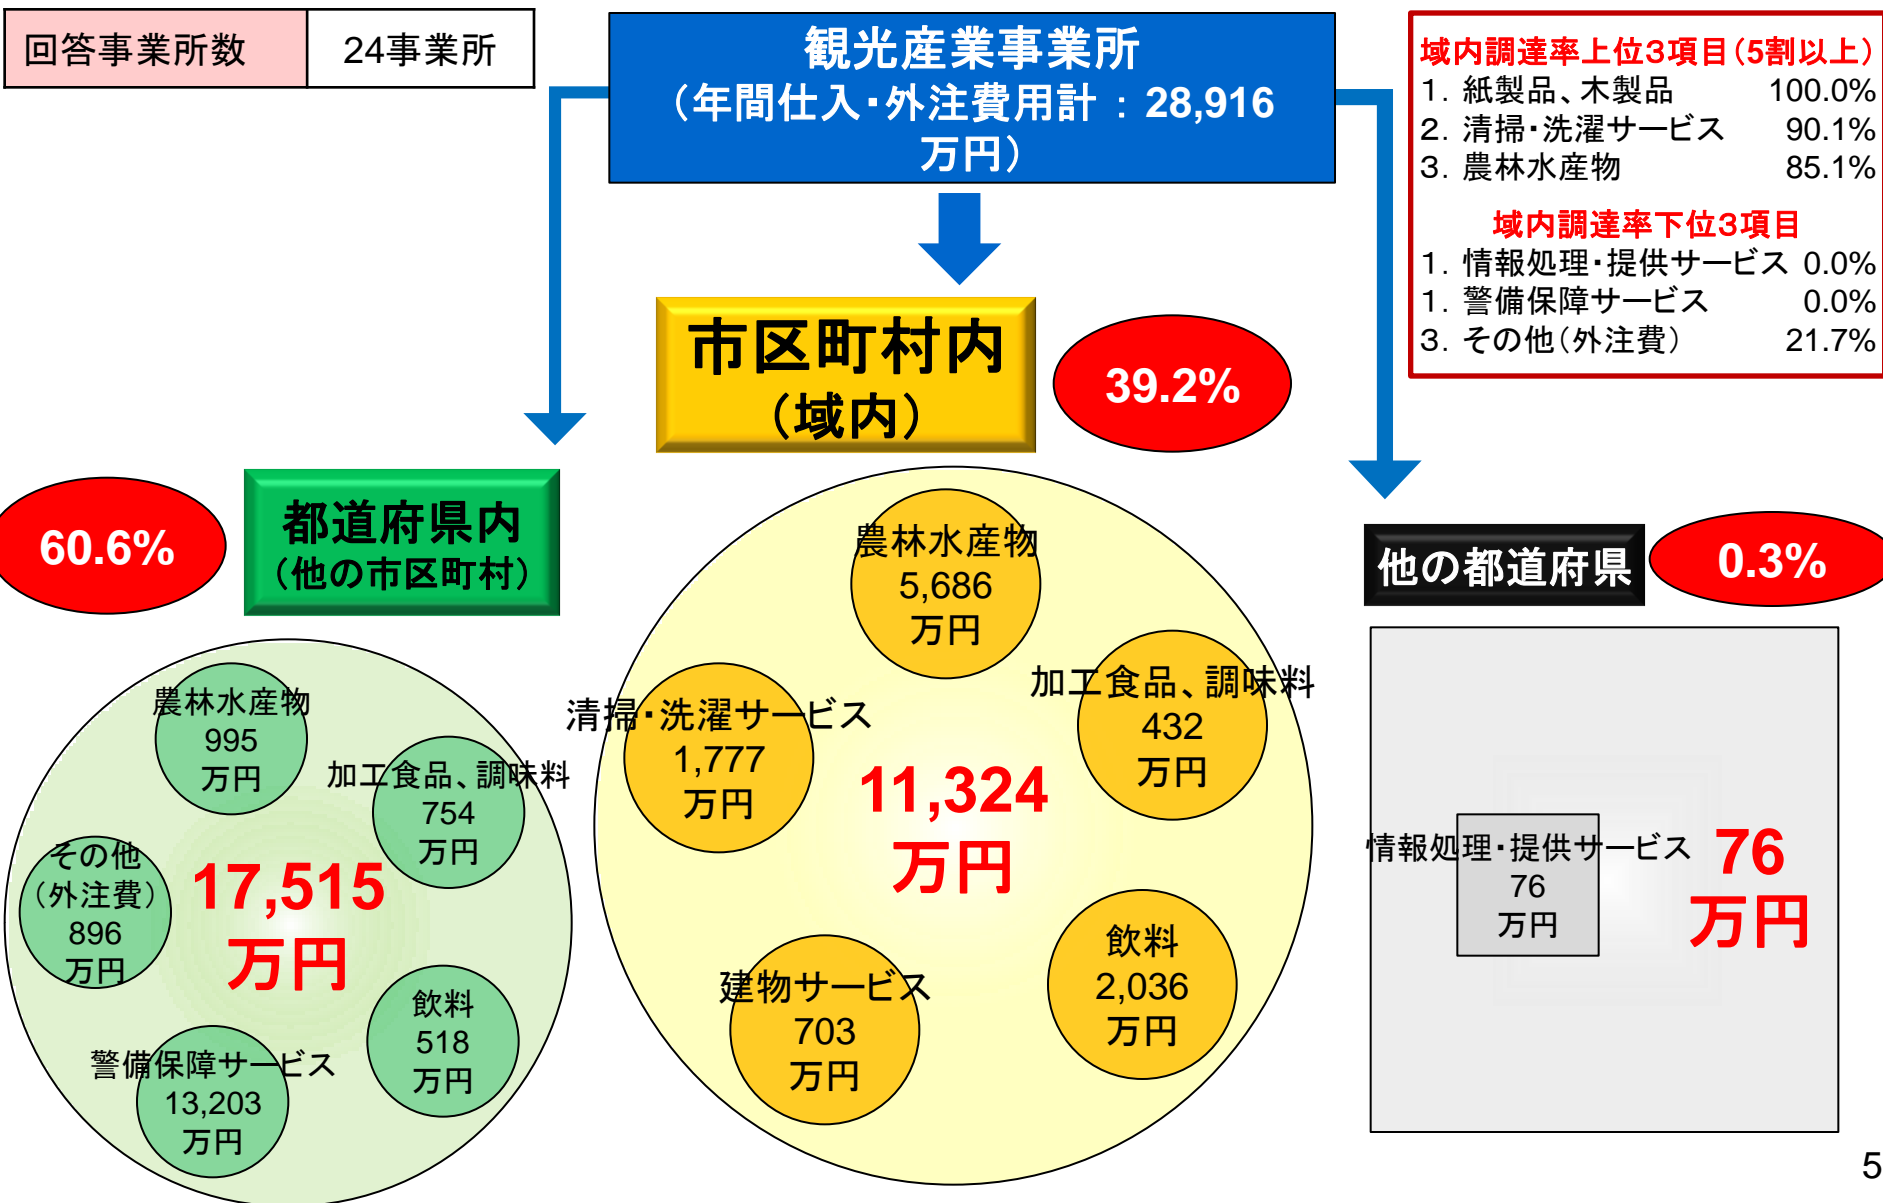 回答事業所数 24事業所
観光産業事業所
（年間仕入・外注費用計 ： 28,916
万円）
域内調達率上位3項目（5割以上）
1．紙製品、木製品 100.0%
2．清掃・洗濯サービス 90.1%
3．農林水産物 85.1%
域内調達率下位3項目
1．情報処理・提供サービス 0.0%
1．警備保障サービス 0.0%
3．その他（外注費） 21.7%
市区町村内
（域内）
39.2%
60.6%
都道府県内
（他の市区町村）
他の都道府県
0.3%
農林水産物
995
万円
加工食品、調味料
754
万円
その他
（外注費）
896
万円
17,515
万円
飲料
518
万円
警備保障サービス
13,203
万円
農林水産物
5,686
万円
加工食品、調味料
432
万円
清掃・洗濯サービス
1,777
万円
11,324
万円
飲料
2,036
万円
建物サービス
703
万円
情報処理・提供サービス
76
万円
76
万円
5